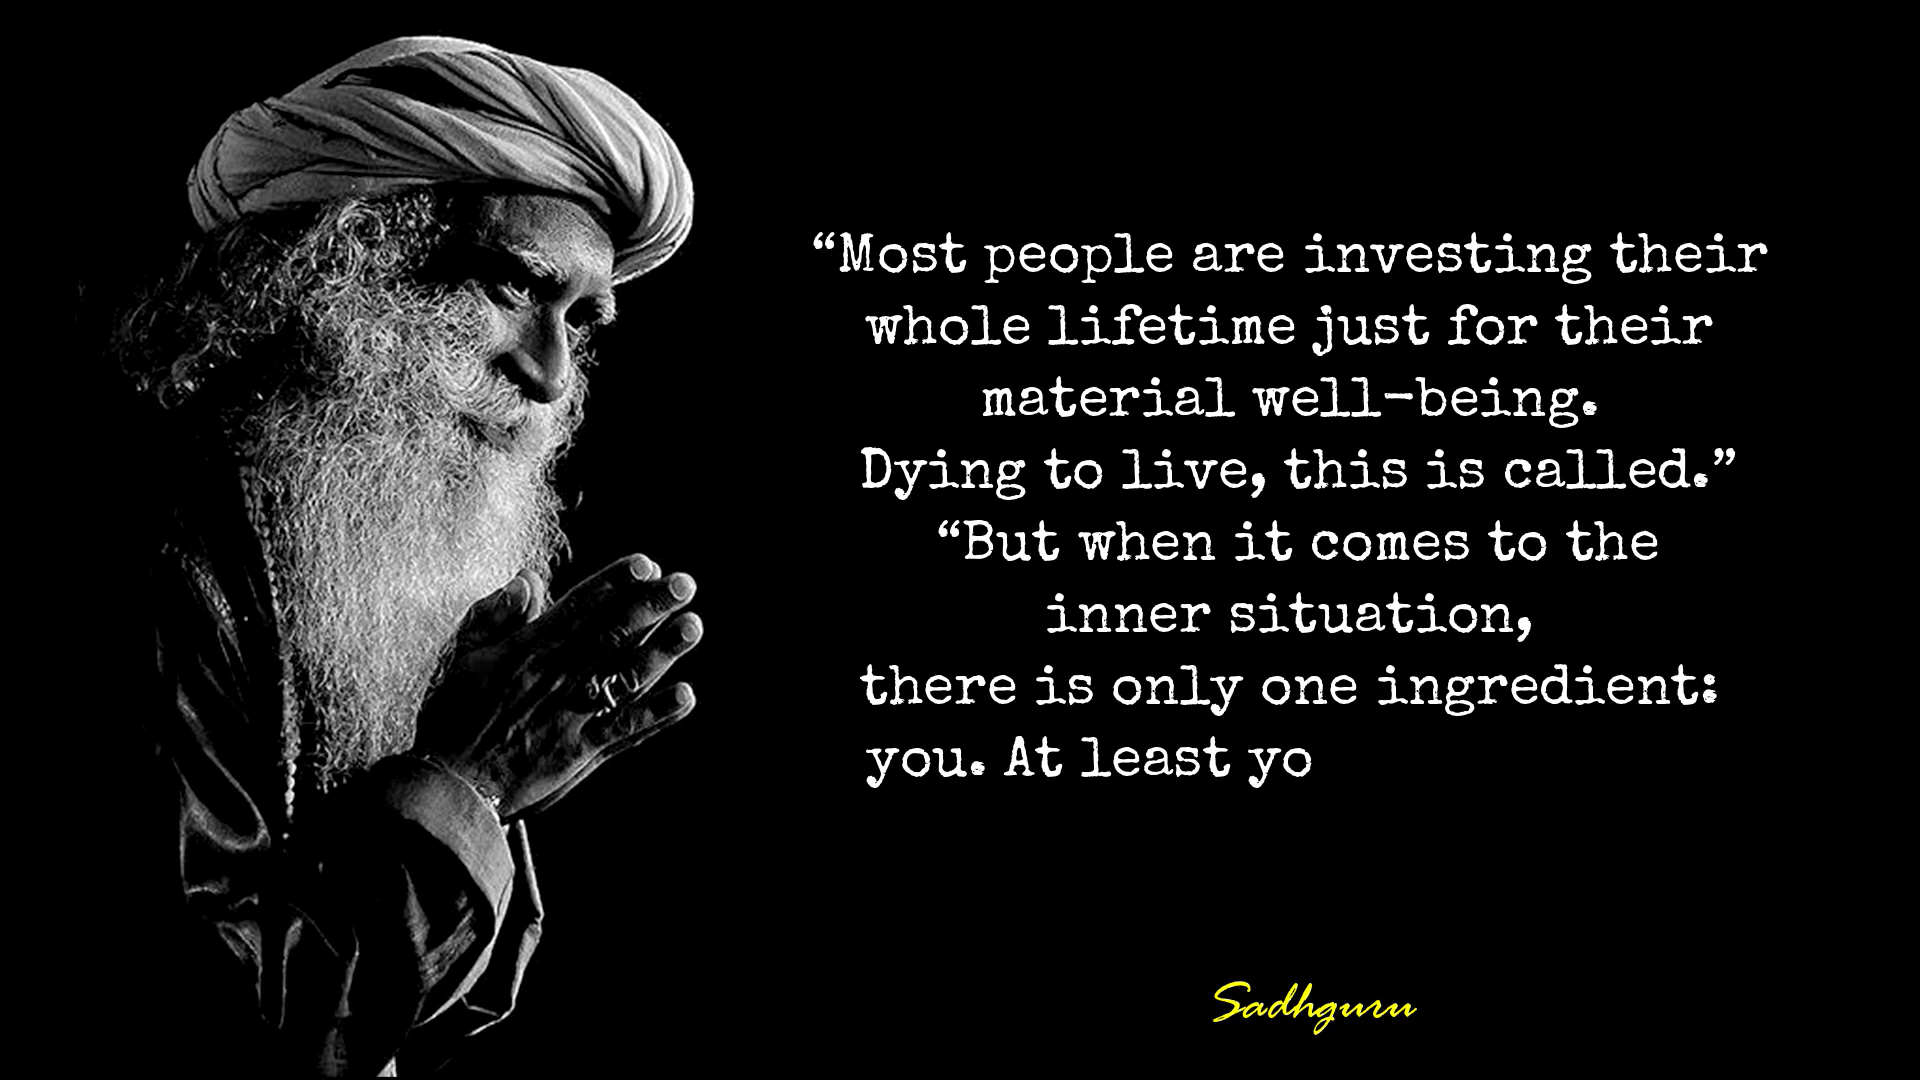 “Most people are investing their
whole lifetime just for their
material well-being.
Dying to live, this is called.”
“But when it comes to the
inner situation,
there is only one ingredient:
you. At least yo
Sadhguru